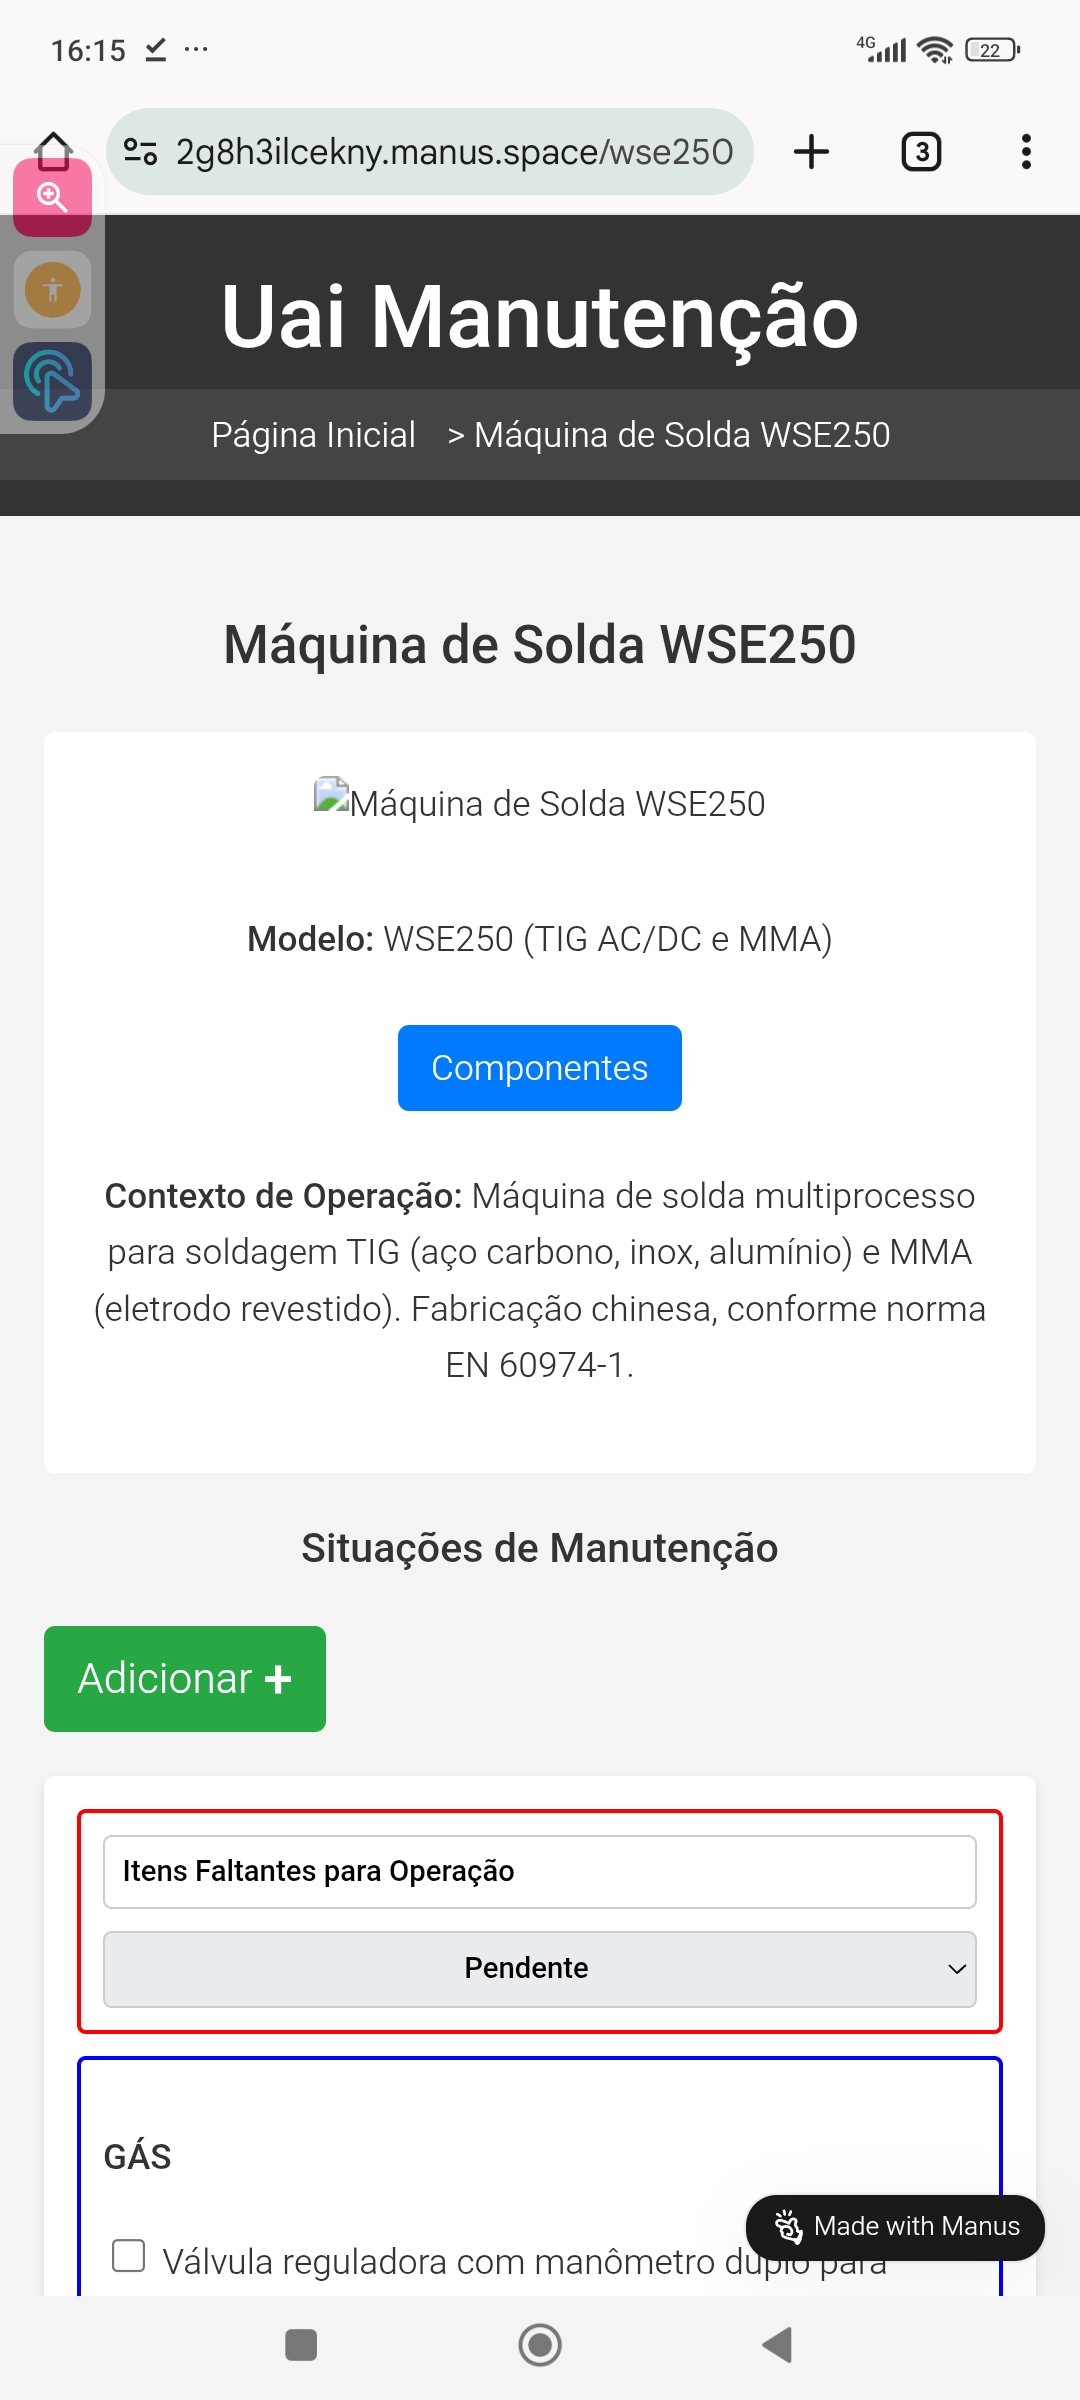 16:15
4G
22
2g8h3ilcekny.manus.space/wse250
3
Uai Manutenção
Página Inicial > Máquina de Solda WSE250
Máquina de Solda WSE250
Máquina de Solda WSE250
Modelo: WSE250 (TIG AC/DC e MMA)
Componentes
Contexto de Operação: Máquina de solda multiprocesso
para soldagem TIG (aço carbono, inox, alumínio) e MMA
(eletrodo revestido). Fabricação chinesa, conforme norma
EN 60974-1.
Situações de Manutenção
Adicionar +
Itens Faltantes para Operação
Pendente
GÁS
Válvula reguladora com manômetro duplo para
Made with Manus